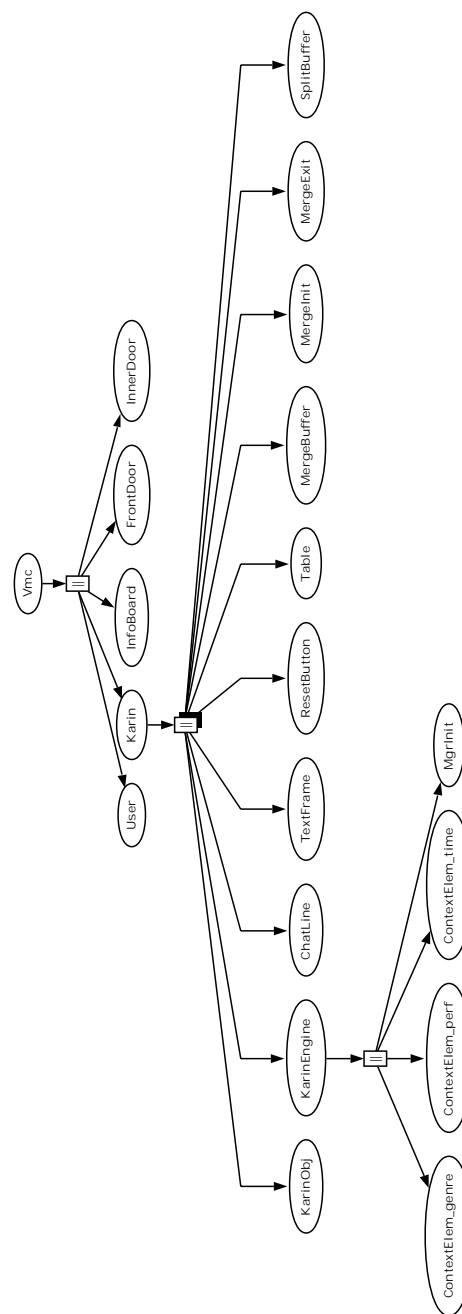 Vmc
User
Karin
InfoBoard
FrontDoor
InnerDoor
KarinObj
KarinEngine
ChatLine
TextFrame
ResetButton
Table
MergeBuffer
MergeInit
MergeExit
SplitBuffer
ContextElem_genre
ContextElem_perf
ContextElem_time
MgrInit